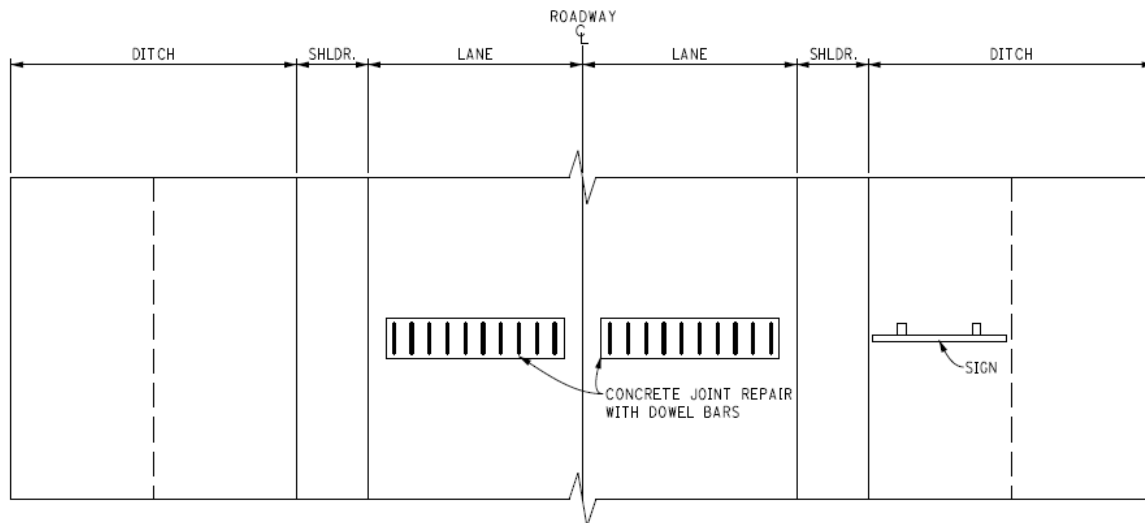 ROADWAY
℄
DITCH SHLDR. LANE LANE SHLDR. DITCH
SIGN
CONCRETE JOINT REPAIR
WITH DOWEL BARS